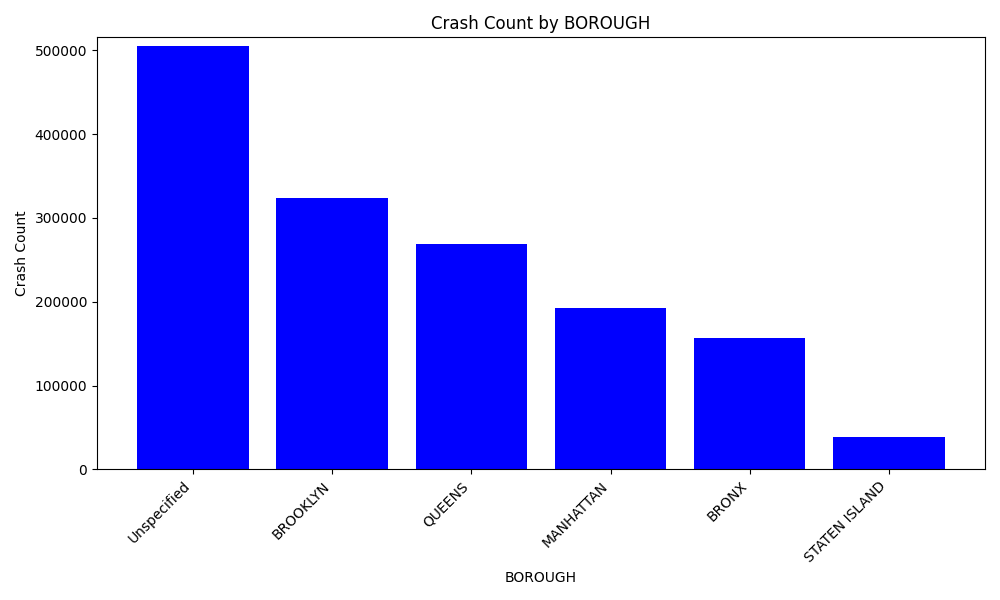 Crash Count by BOROUGH
500000
400000
300000
200000
100000
0
Crash Count
Unspecified
BROOKLYN
QUEENS
MANHATTAN
BRONX
STATEN ISLAND
BOROUGH